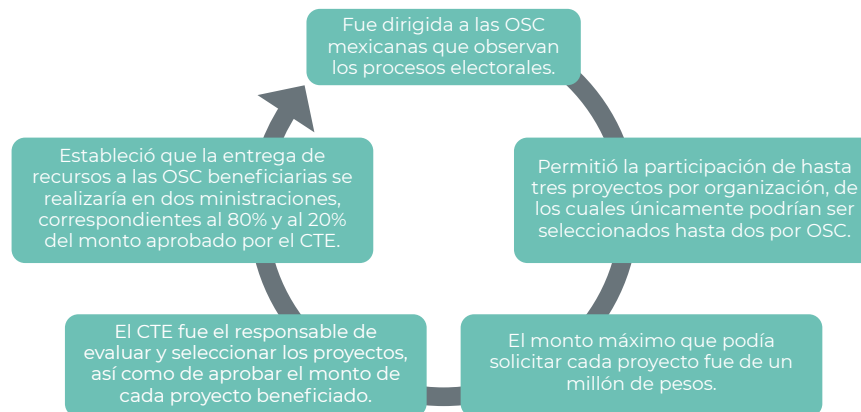 Fue dirigida a las OSC
mexicanas que observan
los procesos electorales.
Permitió la participación de hasta
tres proyectos por organización, de
los cuales únicamente podrían ser
seleccionados hasta dos por OSC.
El monto máximo que podía
solicitar cada proyecto fue de un
millón de pesos.
El CTE fue el responsable de
evaluar y seleccionar los proyectos,
así como de aprobar el monto de
cada proyecto beneficiado.
Estableció que la entrega de
recursos a las OSC beneficiarias se
realizaría en dos ministraciones,
correspondientes al 80% y al 20%
del monto aprobado por el CTE.